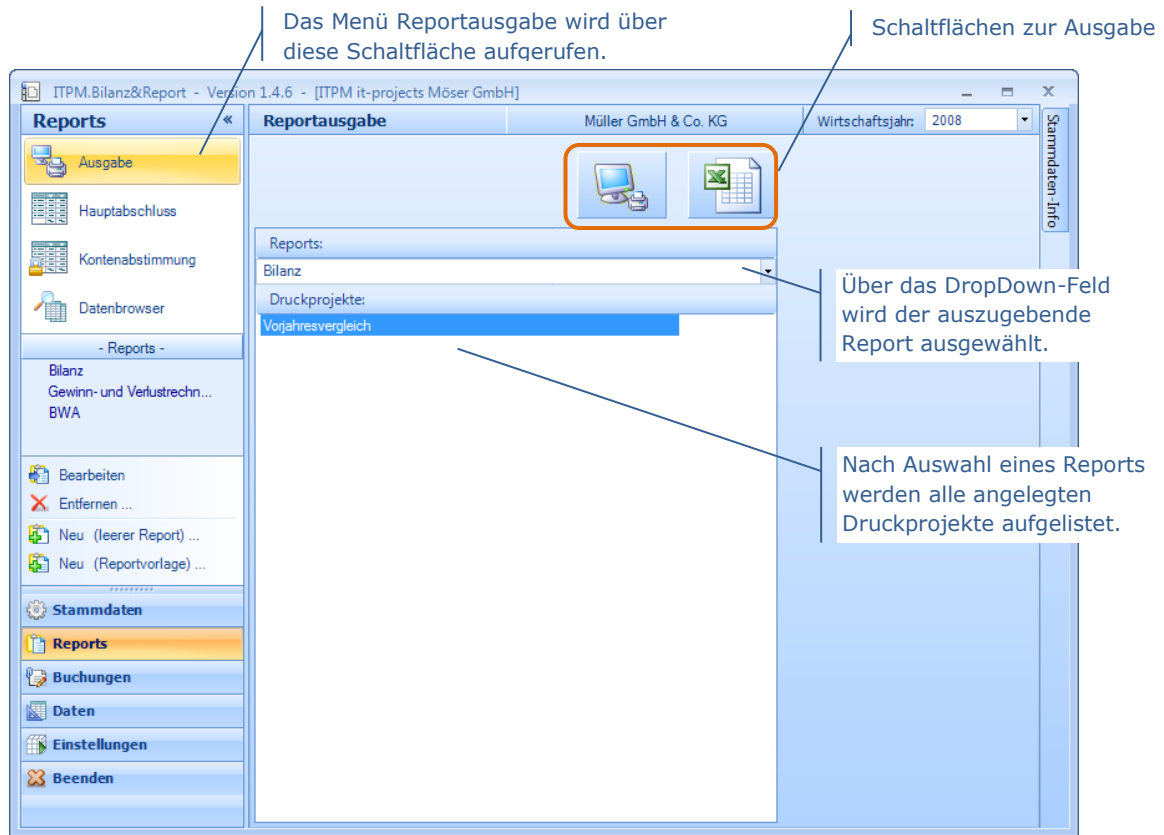 Das Menü Reportausgabe wird über
diese Schaltfläche aufgerufen.
Schaltflächen zur Ausgabe
ITPM.Bilanz&Report - Version 1.4.6 - [ITPM it-projects Möser GmbH]
Reports «
Reportausgabe
Müller GmbH & Co. KG
Wirtschaftsjahr: 2008
Stammdaten-Info
Ausgabe
Hauptabschluss
Kontenabstimmung
Datenbrowser
- Reports -
Bilanz
Gewinn- und Verlustrechn...
BWA
Bearbeiten
Entfernen ...
Neu (leerer Report) ...
Neu (Reportvorlage) ...
Stammdaten
Reports
Buchungen
Daten
Einstellungen
Beenden
Reports:
Bilanz
Druckprojekte:
Vorjahresvergleich
Über das DropDown-Feld
wird der auszugebende
Report ausgewählt.
Nach Auswahl eines Reports
werden alle angelegten
Druckprojekte aufgelistet.